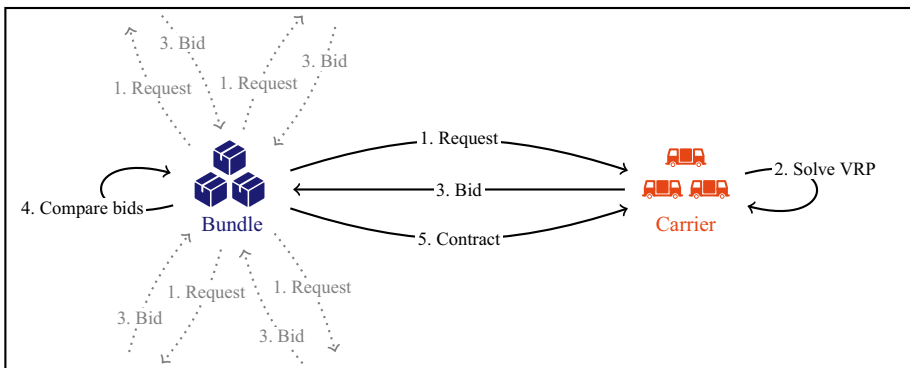 3. Bid
3. Bid
1. Request
1. Request
1. Request
2. Solve VRP
3. Bid
4. Compare bids
Bundle
Carrier
5. Contract
1. Request
1. Request
3. Bid
3. Bid